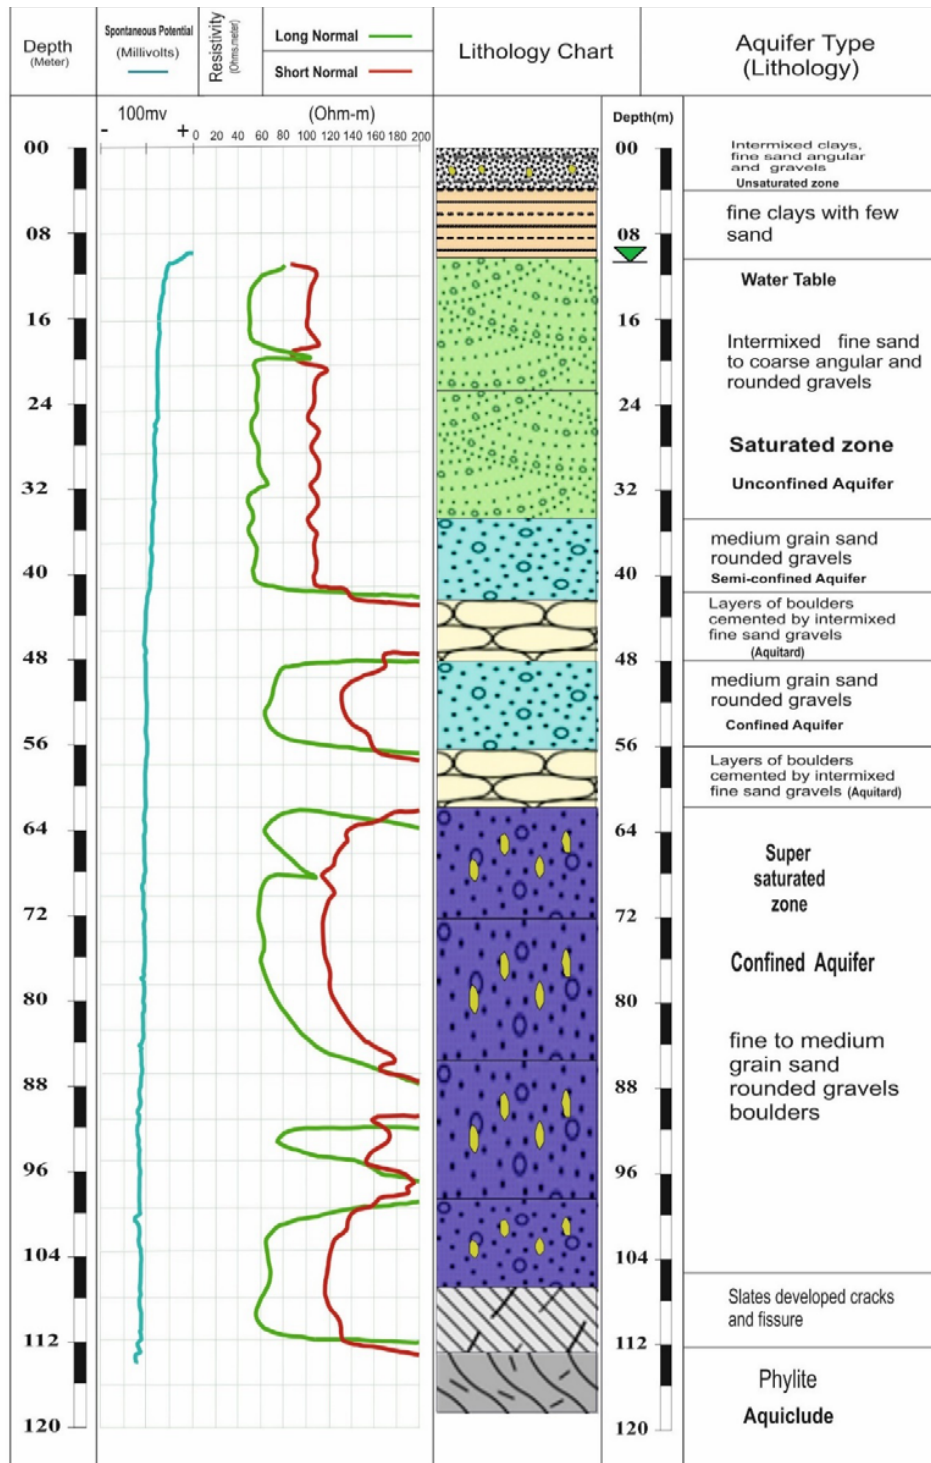 Depth
(Meter)
Spontaneous Potential
(Millivolts)
Resistivity
(Ohms.meter)
Long Normal
Short Normal
Lithology Chart
Aquifer Type
(Lithology)
100mv
- +
(Ohm-m)
0 20 40 60 80 100 120 140 160 180 200
Depth(m)
00
08
16
24
32
40
48
56
64
72
80
88
96
104
112
120
00
08
16
24
32
40
48
56
64
72
80
88
96
104
112
120
Intermixed clays,
fine sand angular
and gravels
Unsaturated zone
fine clays with few
sand
Water Table
Intermixed fine sand
to coarse angular and
rounded gravels
Saturated zone
Unconfined Aquifer
medium grain sand
rounded gravels
Semi-confined Aquifer
Layers of boulders
cemented by intermixed
fine sand gravels
(Aquitard)
medium grain sand
rounded gravels
Confined Aquifer
Layers of boulders
cemented by intermixed
fine sand gravels (Aquitard)
Super
saturated
zone
Confined Aquifer
fine to medium
grain sand
rounded gravels
boulders
Slates developed cracks
and fissure
Phylite
Aquiclude